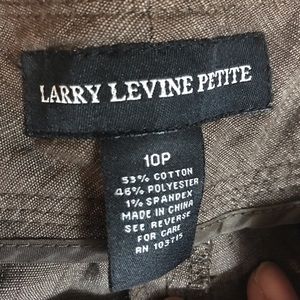 LARRY LEVINE PETITE
10P
53% COTTON
46% POLYESTER
1% SPANDEX
MADE IN CHINA
SEE REVERSE
FOR CARE
RN 103715